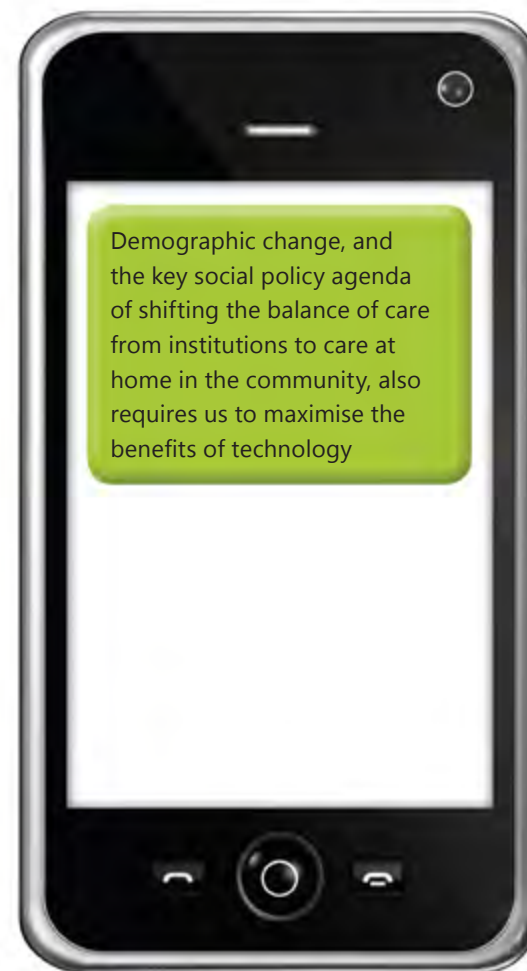 Demographic change, and
the key social policy agenda
of shifting the balance of care
from institutions to care at
home in the community, also
requires us to maximise the
benefits of technology